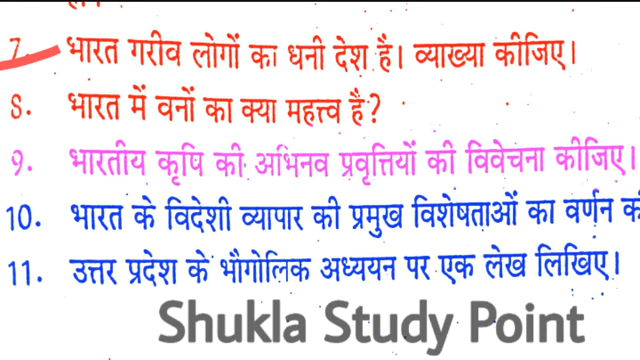 7. भारत गरीव लोगों का धनी देश है। व्याख्या कीजिए।
8. भारत में वनों का क्या महत्त्व है?
9. भारतीय कृषि की अभिनव प्रवृत्तियों की विवेचना कीजिए।
10. भारत के विदेशी व्यापार की प्रमुख विशेषताओं का वर्णन
11. उत्तर प्रदेश के भौगोलिक अध्ययन पर एक लेख लिखिए।
Shukla Study Point